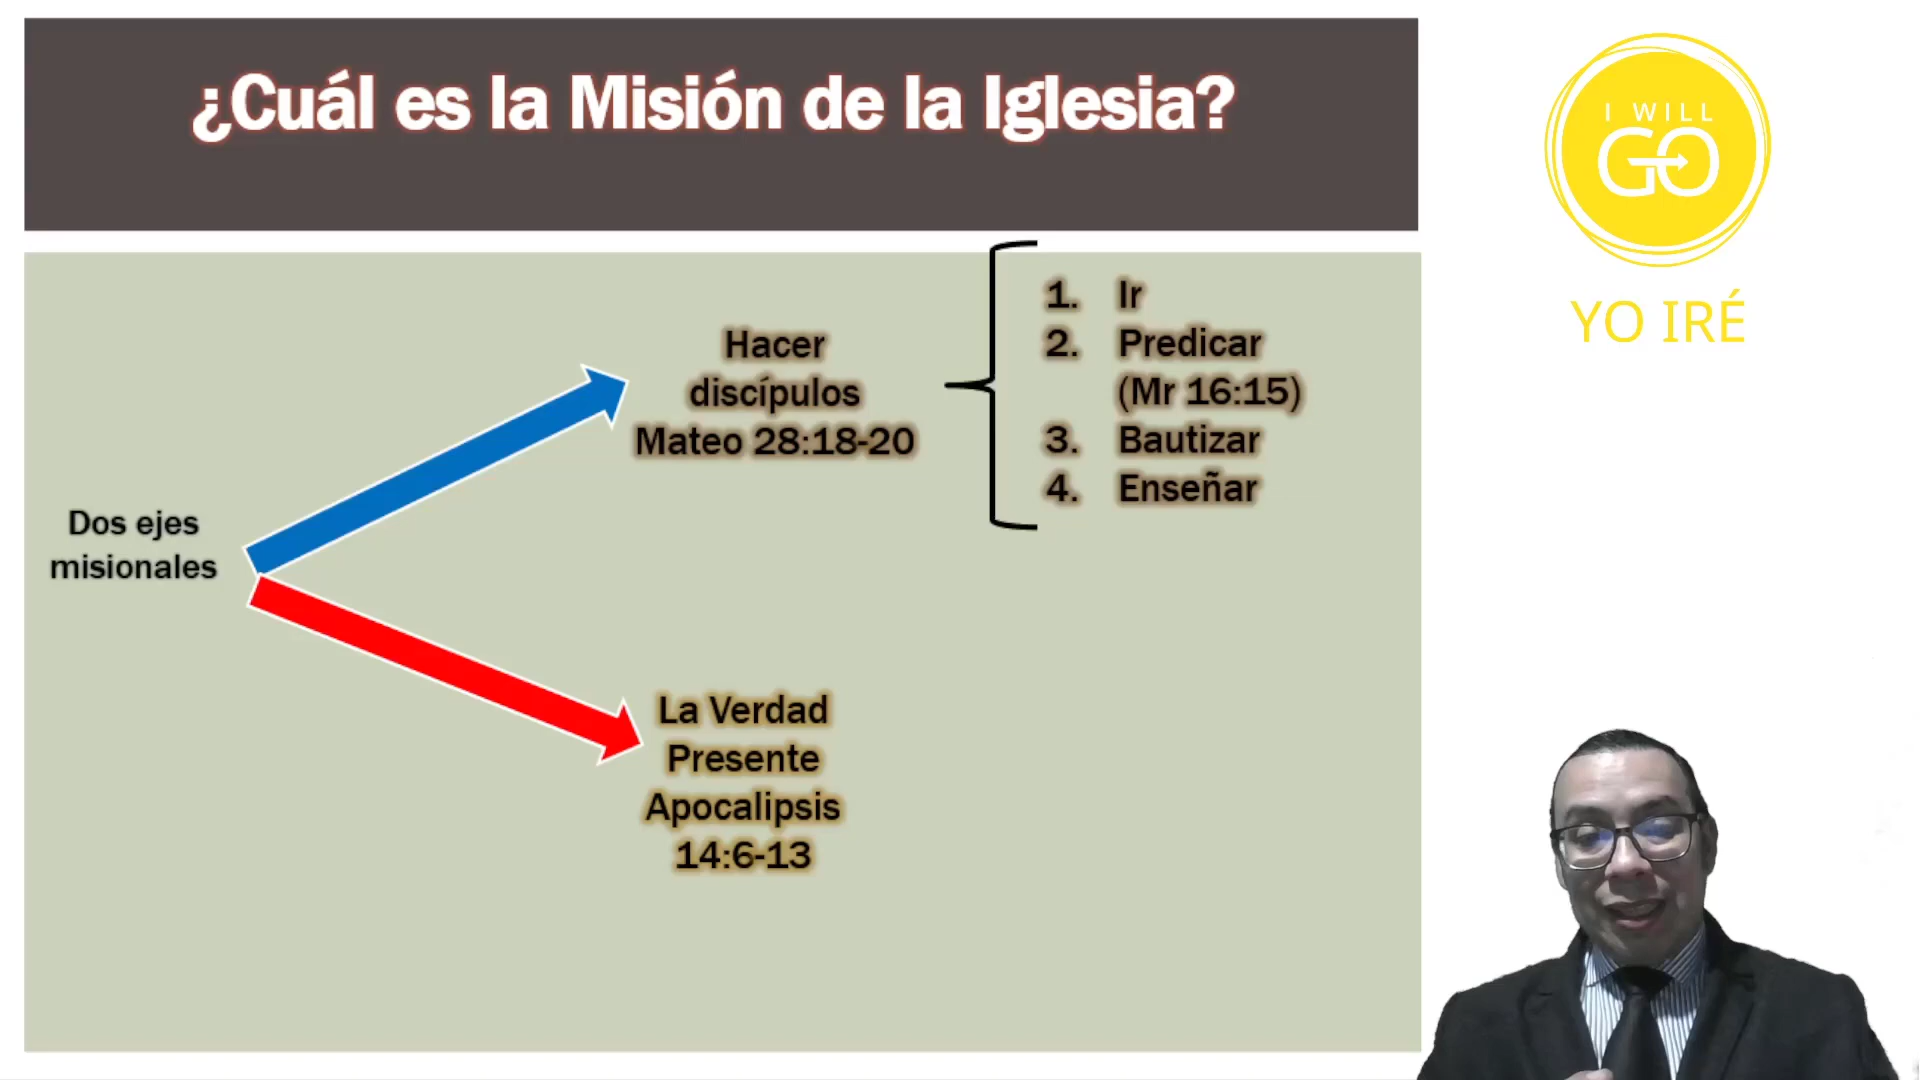 ¿Cuál es la Misión de la Iglesia?
I WILL
GO
YO IRÉ
Dos ejes
misionales
Hacer
discípulos
Mateo 28:18-20
1. Ir
2. Predicar
(Mr 16:15)
3. Bautizar
4. Enseñar
La Verdad
Presente
Apocalipsis
14:6-13